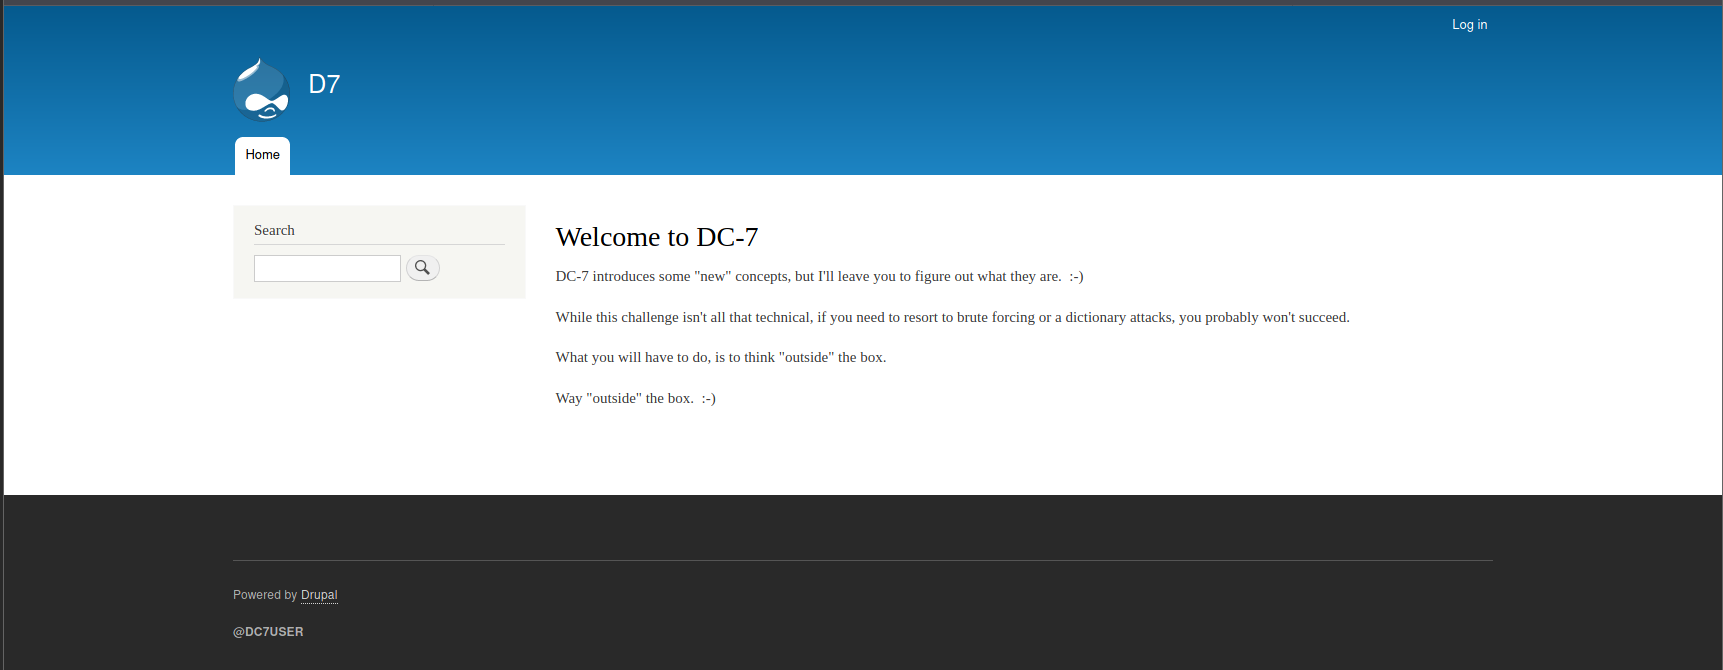 Log in
D7
Home
Search
Welcome to DC-7
DC-7 introduces some "new" concepts, but I'll leave you to figure out what they are.  :-)
While this challenge isn't all that technical, if you need to resort to brute forcing or a dictionary attacks, you probably won't succeed.
What you will have to do, is to think "outside" the box.
Way "outside" the box.  :-)
Powered by Drupal
@DC7USER